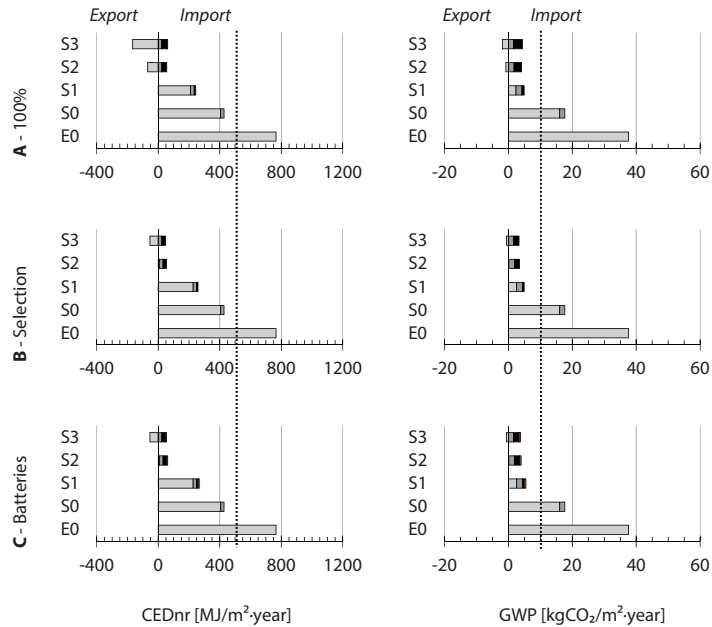 Export Import Export Import
A - 100%
S3 S3
S2 S2
S1 S1
S0 S0
E0 E0
-400 0 400 800 1200 -20 0 20 40 60
B - Selection
S3 S3
S2 S2
S1 S1
S0 S0
E0 E0
-400 0 400 800 1200 -20 0 20 40 60
C - Batteries
S3 S3
S2 S2
S1 S1
S0 S0
E0 E0
-400 0 400 800 1200 -20 0 20 40 60
CEDnr [MJ/m²·year] GWP [kgCO₂/m²·year]